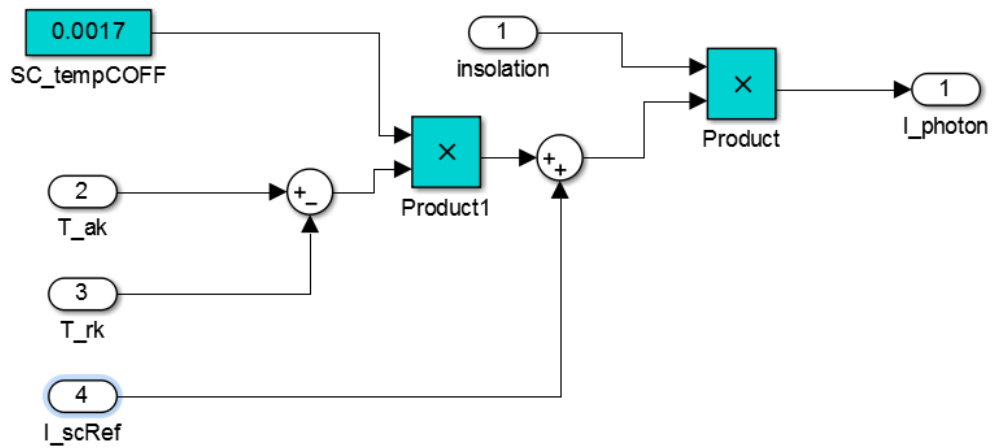 0.0017
SC_tempCOFF
1
insolation
×
Product
1
I_photon
×
Product1
2
T_ak
+
−
+
+
3
T_rk
4
I_scRef